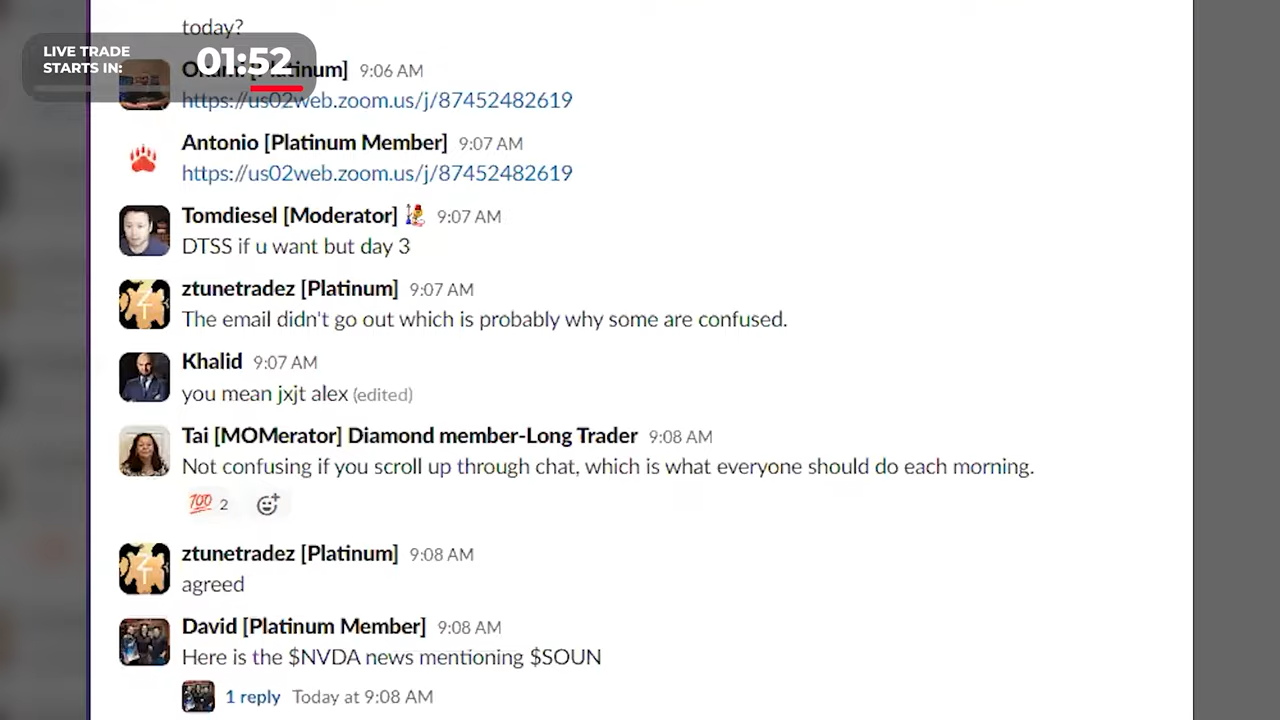 today?
LIVE TRADE
STARTS IN:
01:52
[Platinum] 9:06 AM
https://us02web.zoom.us/j/87452482619
Antonio [Platinum Member] 9:07 AM
https://us02web.zoom.us/j/87452482619
Tomdiesel [Moderator] 9:07 AM
DTSS if u want but day 3
ztunetradez [Platinum] 9:07 AM
The email didn't go out which is probably why some are confused.
Khalid 9:07 AM
you mean jxjt alex (edited)
Tai [MOMerator] Diamond member-Long Trader 9:08 AM
Not confusing if you scroll up through chat, which is what everyone should do each morning.
💯 2
ztunetradez [Platinum] 9:08 AM
agreed
David [Platinum Member] 9:08 AM
Here is the $NVDA news mentioning $SOUN
1 reply Today at 9:08 AM